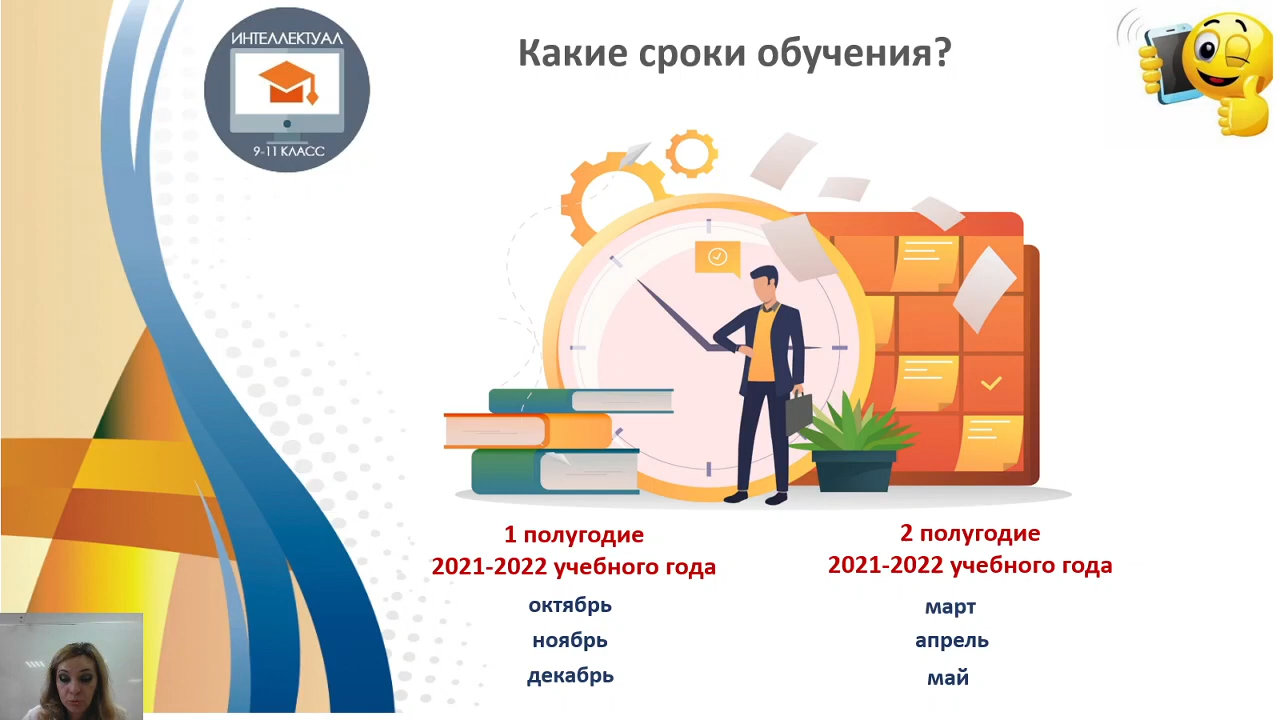 ИНТЕЛЛЕКТУАЛ
9-11 КЛАСС
Какие сроки обучения?
1 полугодие
2021-2022 учебного года
октябрь
ноябрь
декабрь
2 полугодие
2021-2022 учебного года
март
апрель
май